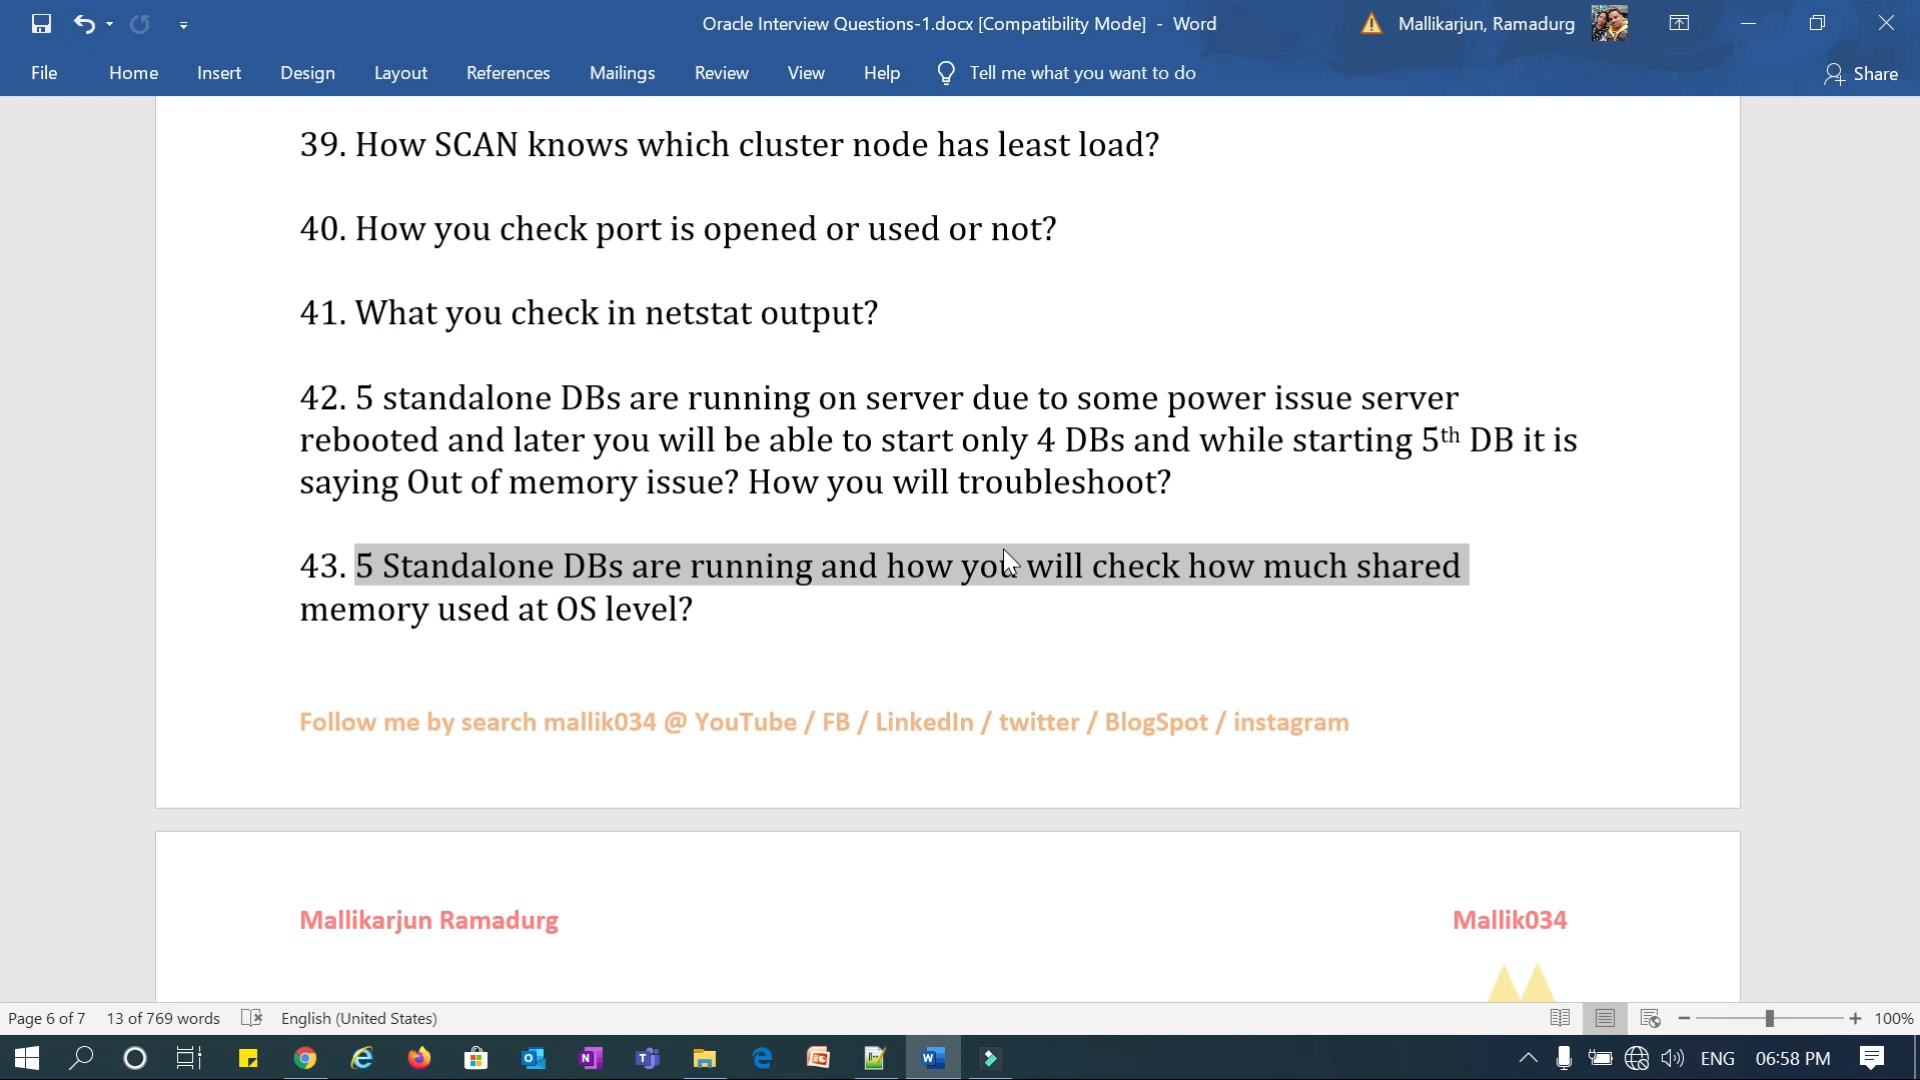 Oracle Interview Questions-1.docx [Compatibility Mode] - Word
Mallikarjun, Ramadurg
File Home Insert Design Layout References Mailings Review View Help Tell me what you want to do Share
39. How SCAN knows which cluster node has least load?
40. How you check port is opened or used or not?
41. What you check in netstat output?
42. 5 standalone DBs are running on server due to some power issue server
rebooted and later you will be able to start only 4 DBs and while starting 5th DB it is
saying Out of memory issue? How you will troubleshoot?
43. 5 Standalone DBs are running and how you will check how much shared
memory used at OS level?
Follow me by search mallik034 @ YouTube / FB / LinkedIn / twitter / BlogSpot / instagram
Mallikarjun Ramadurg Mallik034
Page 6 of 7 13 of 769 words English (United States) 100%
ENG 06:58 PM